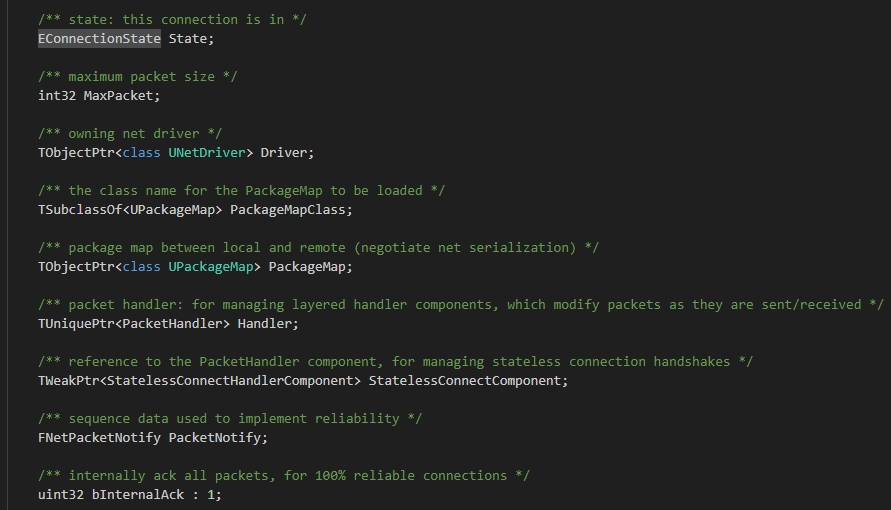 /** state: this connection is in */
EConnectionState State;
/** maximum packet size */
int32 MaxPacket;
/** owning net driver */
TObjectPtr<class UNetDriver> Driver;
/** the class name for the PackageMap to be loaded */
TSubclassOf<UPackageMap> PackageMapClass;
/** package map between local and remote (negotiate net serialization) */
TObjectPtr<class UPackageMap> PackageMap;
/** packet handler: for managing layered handler components, which modify packets as they are sent/received */
TUniquePtr<PacketHandler> Handler;
/** reference to the PacketHandler component, for managing stateless connection handshakes */
TWeakPtr<StatelessConnectHandlerComponent> StatelessConnectComponent;
/** sequence data used to implement reliability */
FNetPacketNotify PacketNotify;
/** internally ack all packets, for 100% reliable connections */
uint32 bInternalAck : 1;